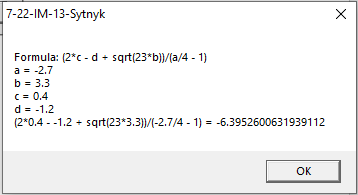 7-22-IM-13-Sytnyk
Formula: (2*c - d + sqrt(23*b))/(a/4 - 1)
a = -2.7
b = 3.3
c = 0.4
d = -1.2
(2*0.4 - -1.2 + sqrt(23*3.3))/(-2.7/4 - 1) = -6.3952600631939112
OK